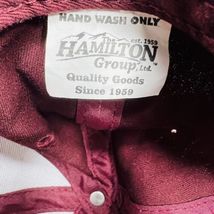 HAND WASH ONLY
The est. 1959
HAMILTON
Group, Ltd.
Quality Goods
Since 1959